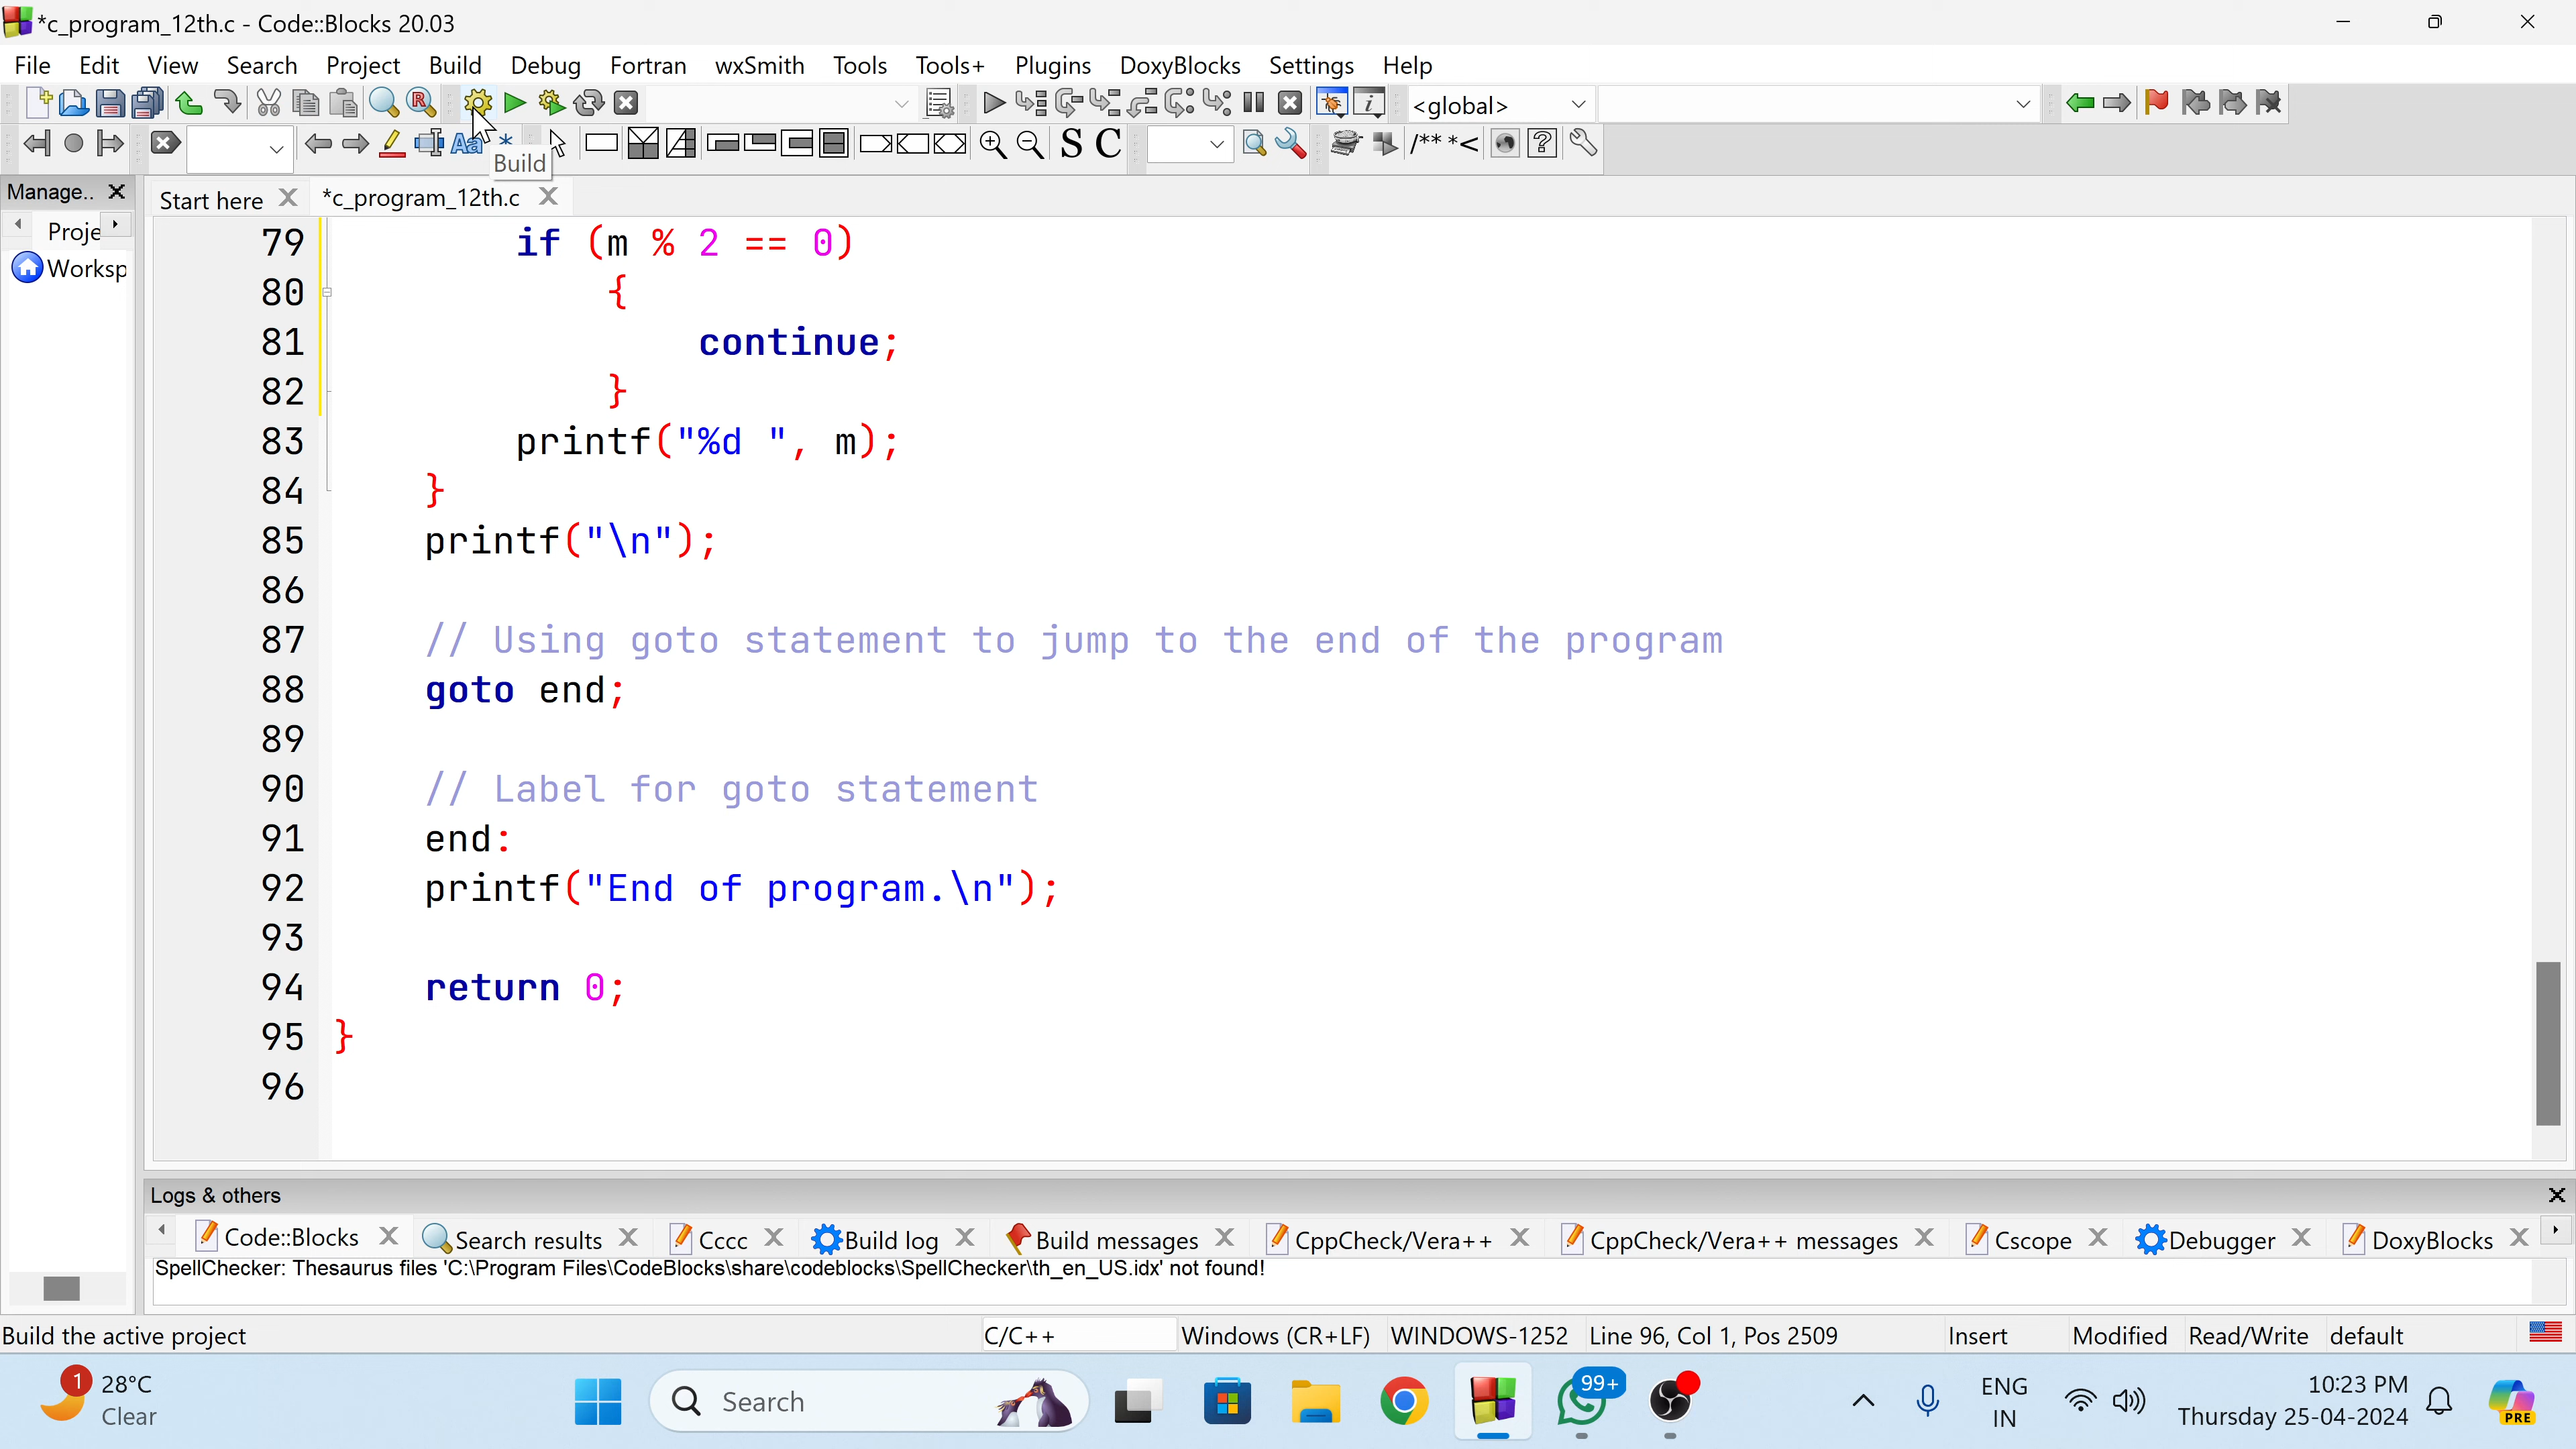 *c_program_12th.c - Code::Blocks 20.03
File Edit View Search Project Build Debug Fortran wxSmith Tools Tools+ Plugins DoxyBlocks Settings Help
<global>
S C /** *<
Build
Manage.. Start here *c_program_12th.c
Proje
Worksp
79 if (m % 2 == 0)
80 {
81 continue;
82 }
83 printf("%d ", m);
84 }
85 printf("\n");
86
87 // Using goto statement to jump to the end of the program
88 goto end;
89
90 // Label for goto statement
91 end:
92 printf("End of program.\n");
93
94 return 0;
95 }
96
Logs & others
Code::Blocks Search results Cccc Build log Build messages CppCheck/Vera++ CppCheck/Vera++ messages Cscope Debugger DoxyBlocks
SpellChecker: Thesaurus files 'C:\Program Files\CodeBlocks\share\codeblocks\SpellChecker\th_en_US.idx' not found!
Build the active project C/C++ Windows (CR+LF) WINDOWS-1252 Line 96, Col 1, Pos 2509 Insert Modified Read/Write default
1 28°C
Clear
Search
99+
ENG
IN
10:23 PM
Thursday 25-04-2024
PRE